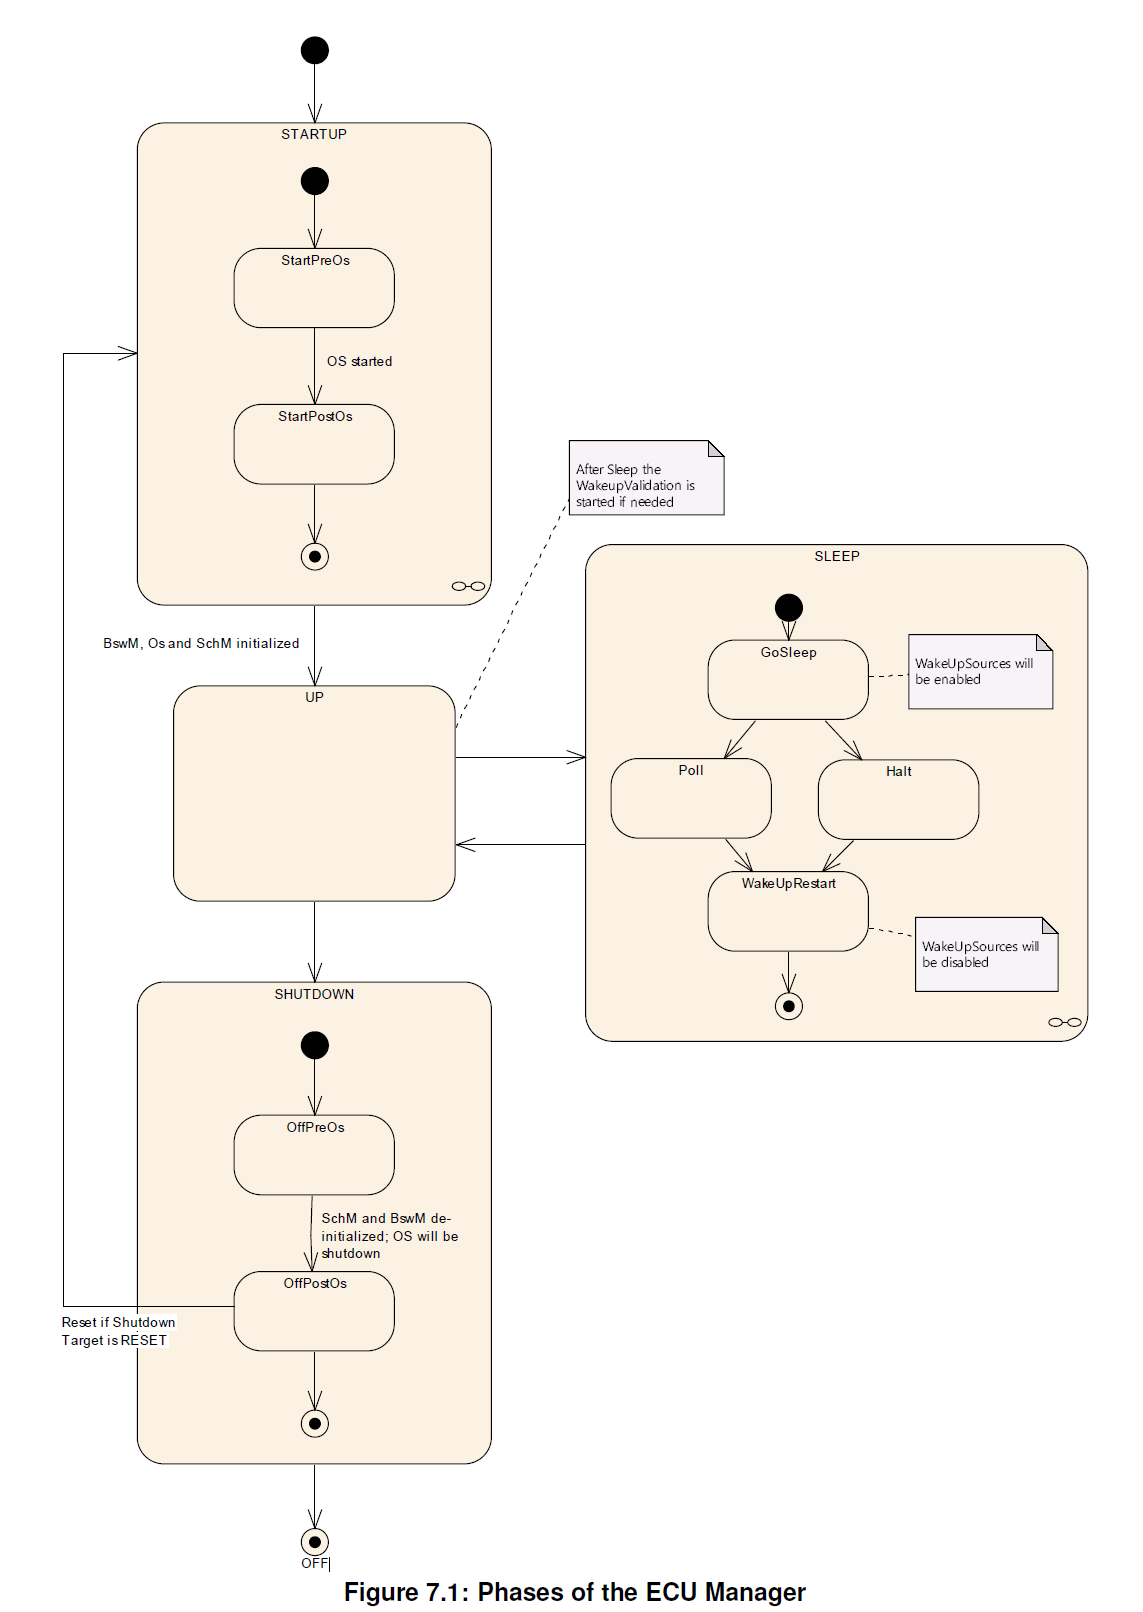 STARTUP
StartPreOs
OS started
StartPostOs
After Sleep the
WakeupValidation is
started if needed
SLEEP
BswM, Os and SchM initialized
GoSleep
WakeUpSources will
be enabled
UP
Poll
Halt
WakeUpRestart
WakeUpSources will
be disabled
SHUTDOWN
OffPreOs
SchM and BswM de-
initialized; OS will be
shutdown
OffPostOs
Reset if Shutdown
Target is RESET
OFF
Figure 7.1: Phases of the ECU Manager